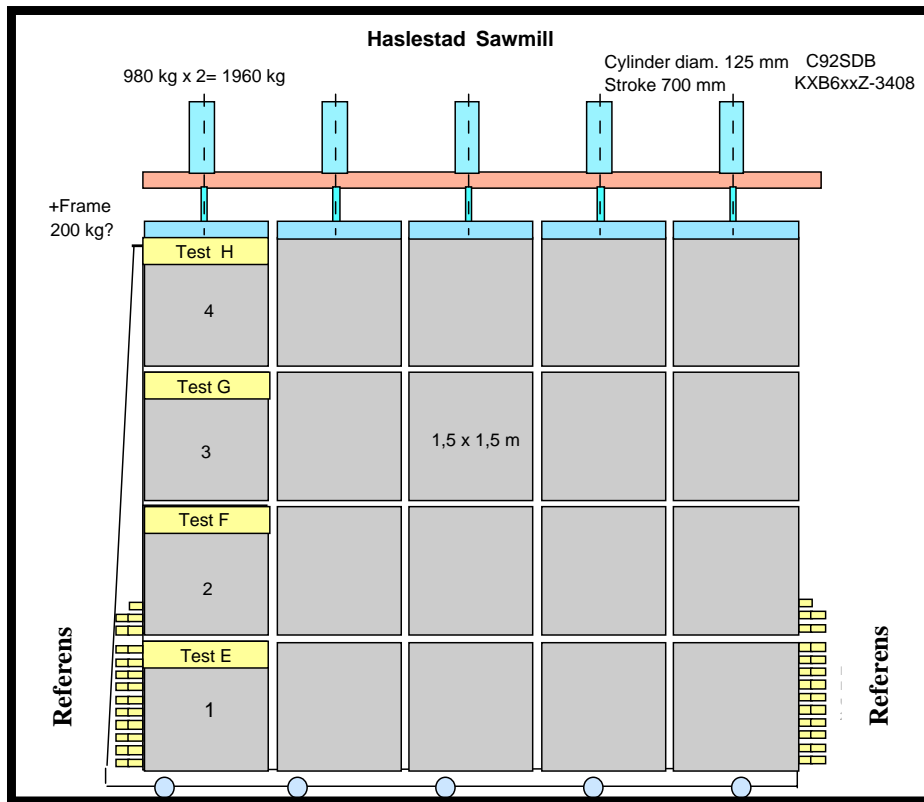 Haslestad Sawmill
980 kg x 2= 1960 kg
Cylinder diam. 125 mm C92SDB
Stroke 700 mm KXB6xxZ-3408
+Frame
200 kg?
Test H
4
Test G
3
1,5 x 1,5 m
Test F
2
Test E
1
Referens
Referens